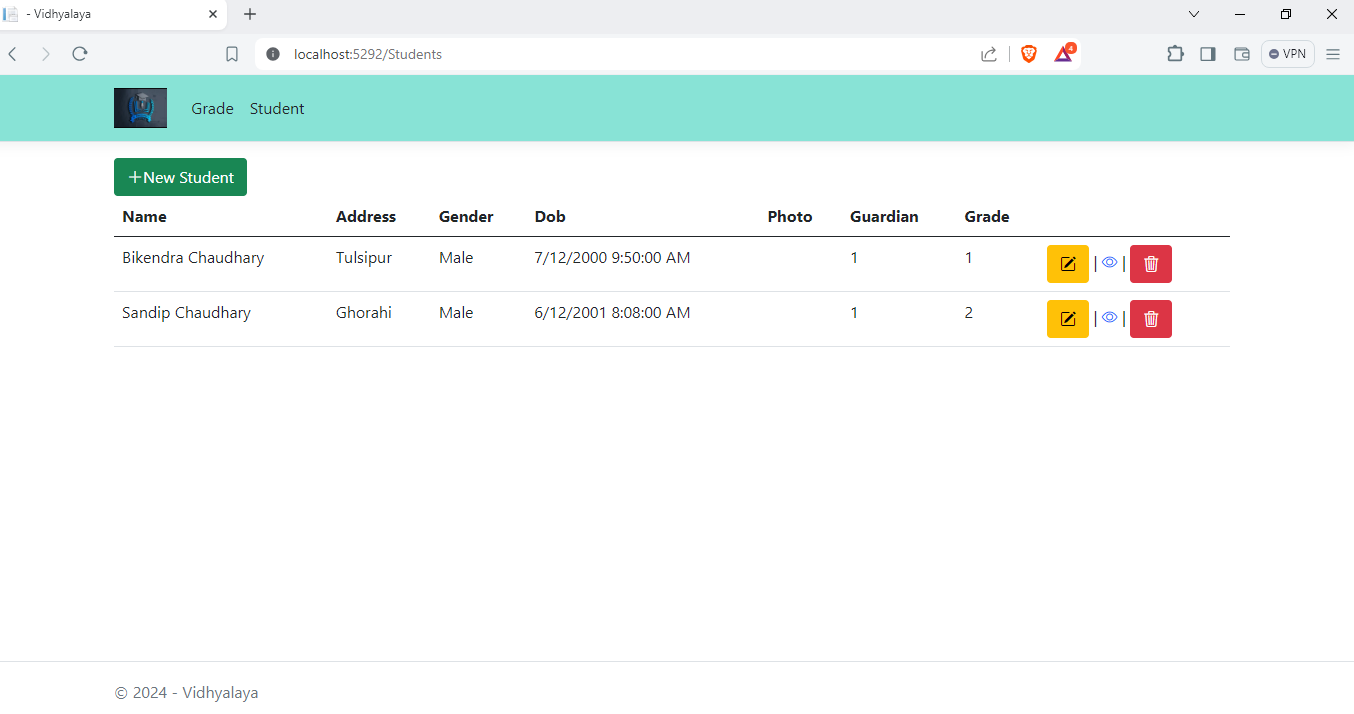 - Vidhyalaya
localhost:5292/Students
4
VPN
Grade Student
+New Student
Name Address Gender Dob Photo Guardian Grade
Bikendra Chaudhary Tulsipur Male 7/12/2000 9:50:00 AM 1 1 | |
Sandip Chaudhary Ghorahi Male 6/12/2001 8:08:00 AM 1 2 | |
© 2024 - Vidhyalaya